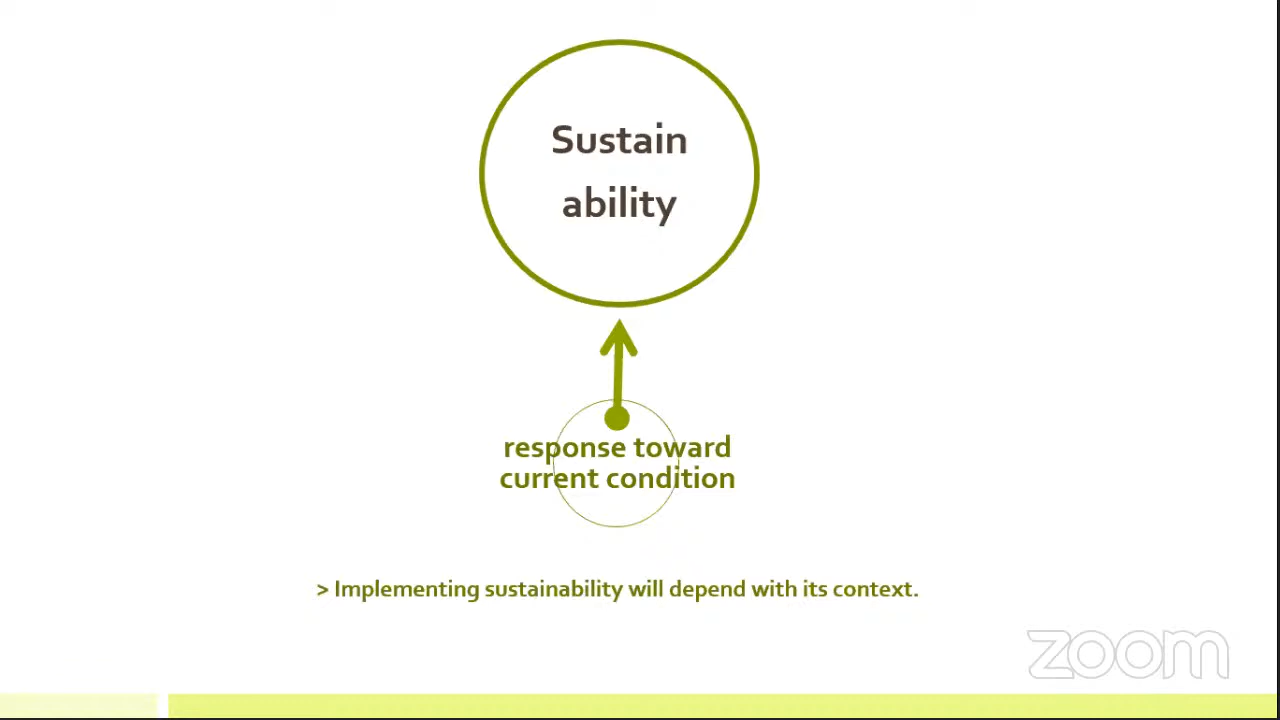 Sustain
ability
response toward
current condition
> Implementing sustainability will depend with its context.
zoom